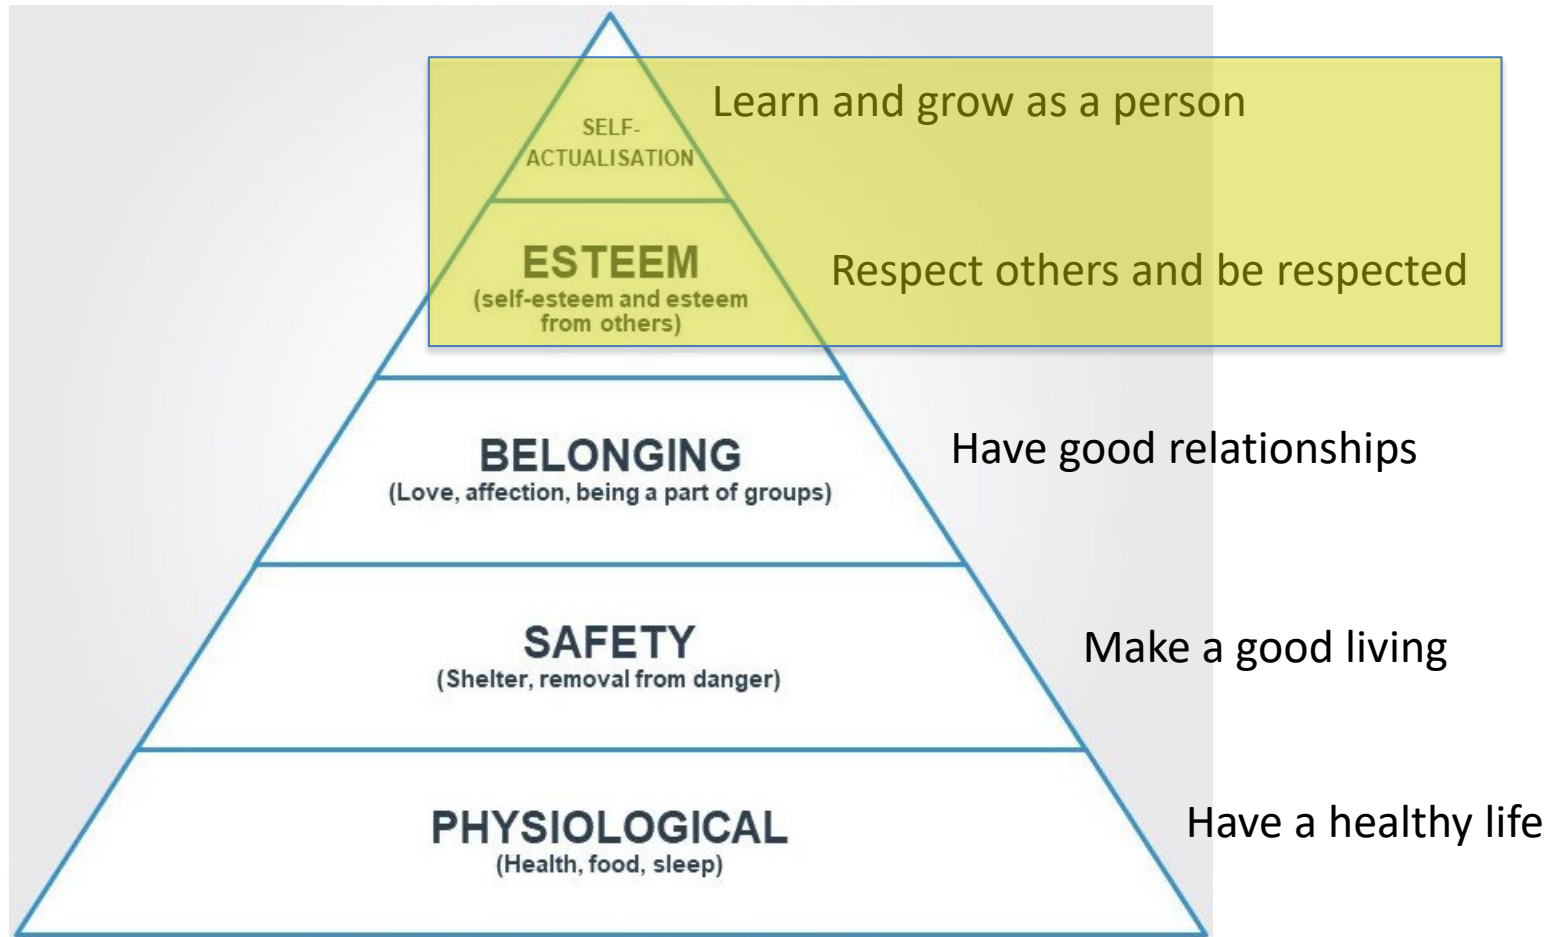 Learn and grow as a person
SELF-
ACTUALISATION
ESTEEM
(self-esteem and esteem
from others)
Respect others and be respected
BELONGING
(Love, affection, being a part of groups)
Have good relationships
SAFETY
(Shelter, removal from danger)
Make a good living
PHYSIOLOGICAL
(Health, food, sleep)
Have a healthy life